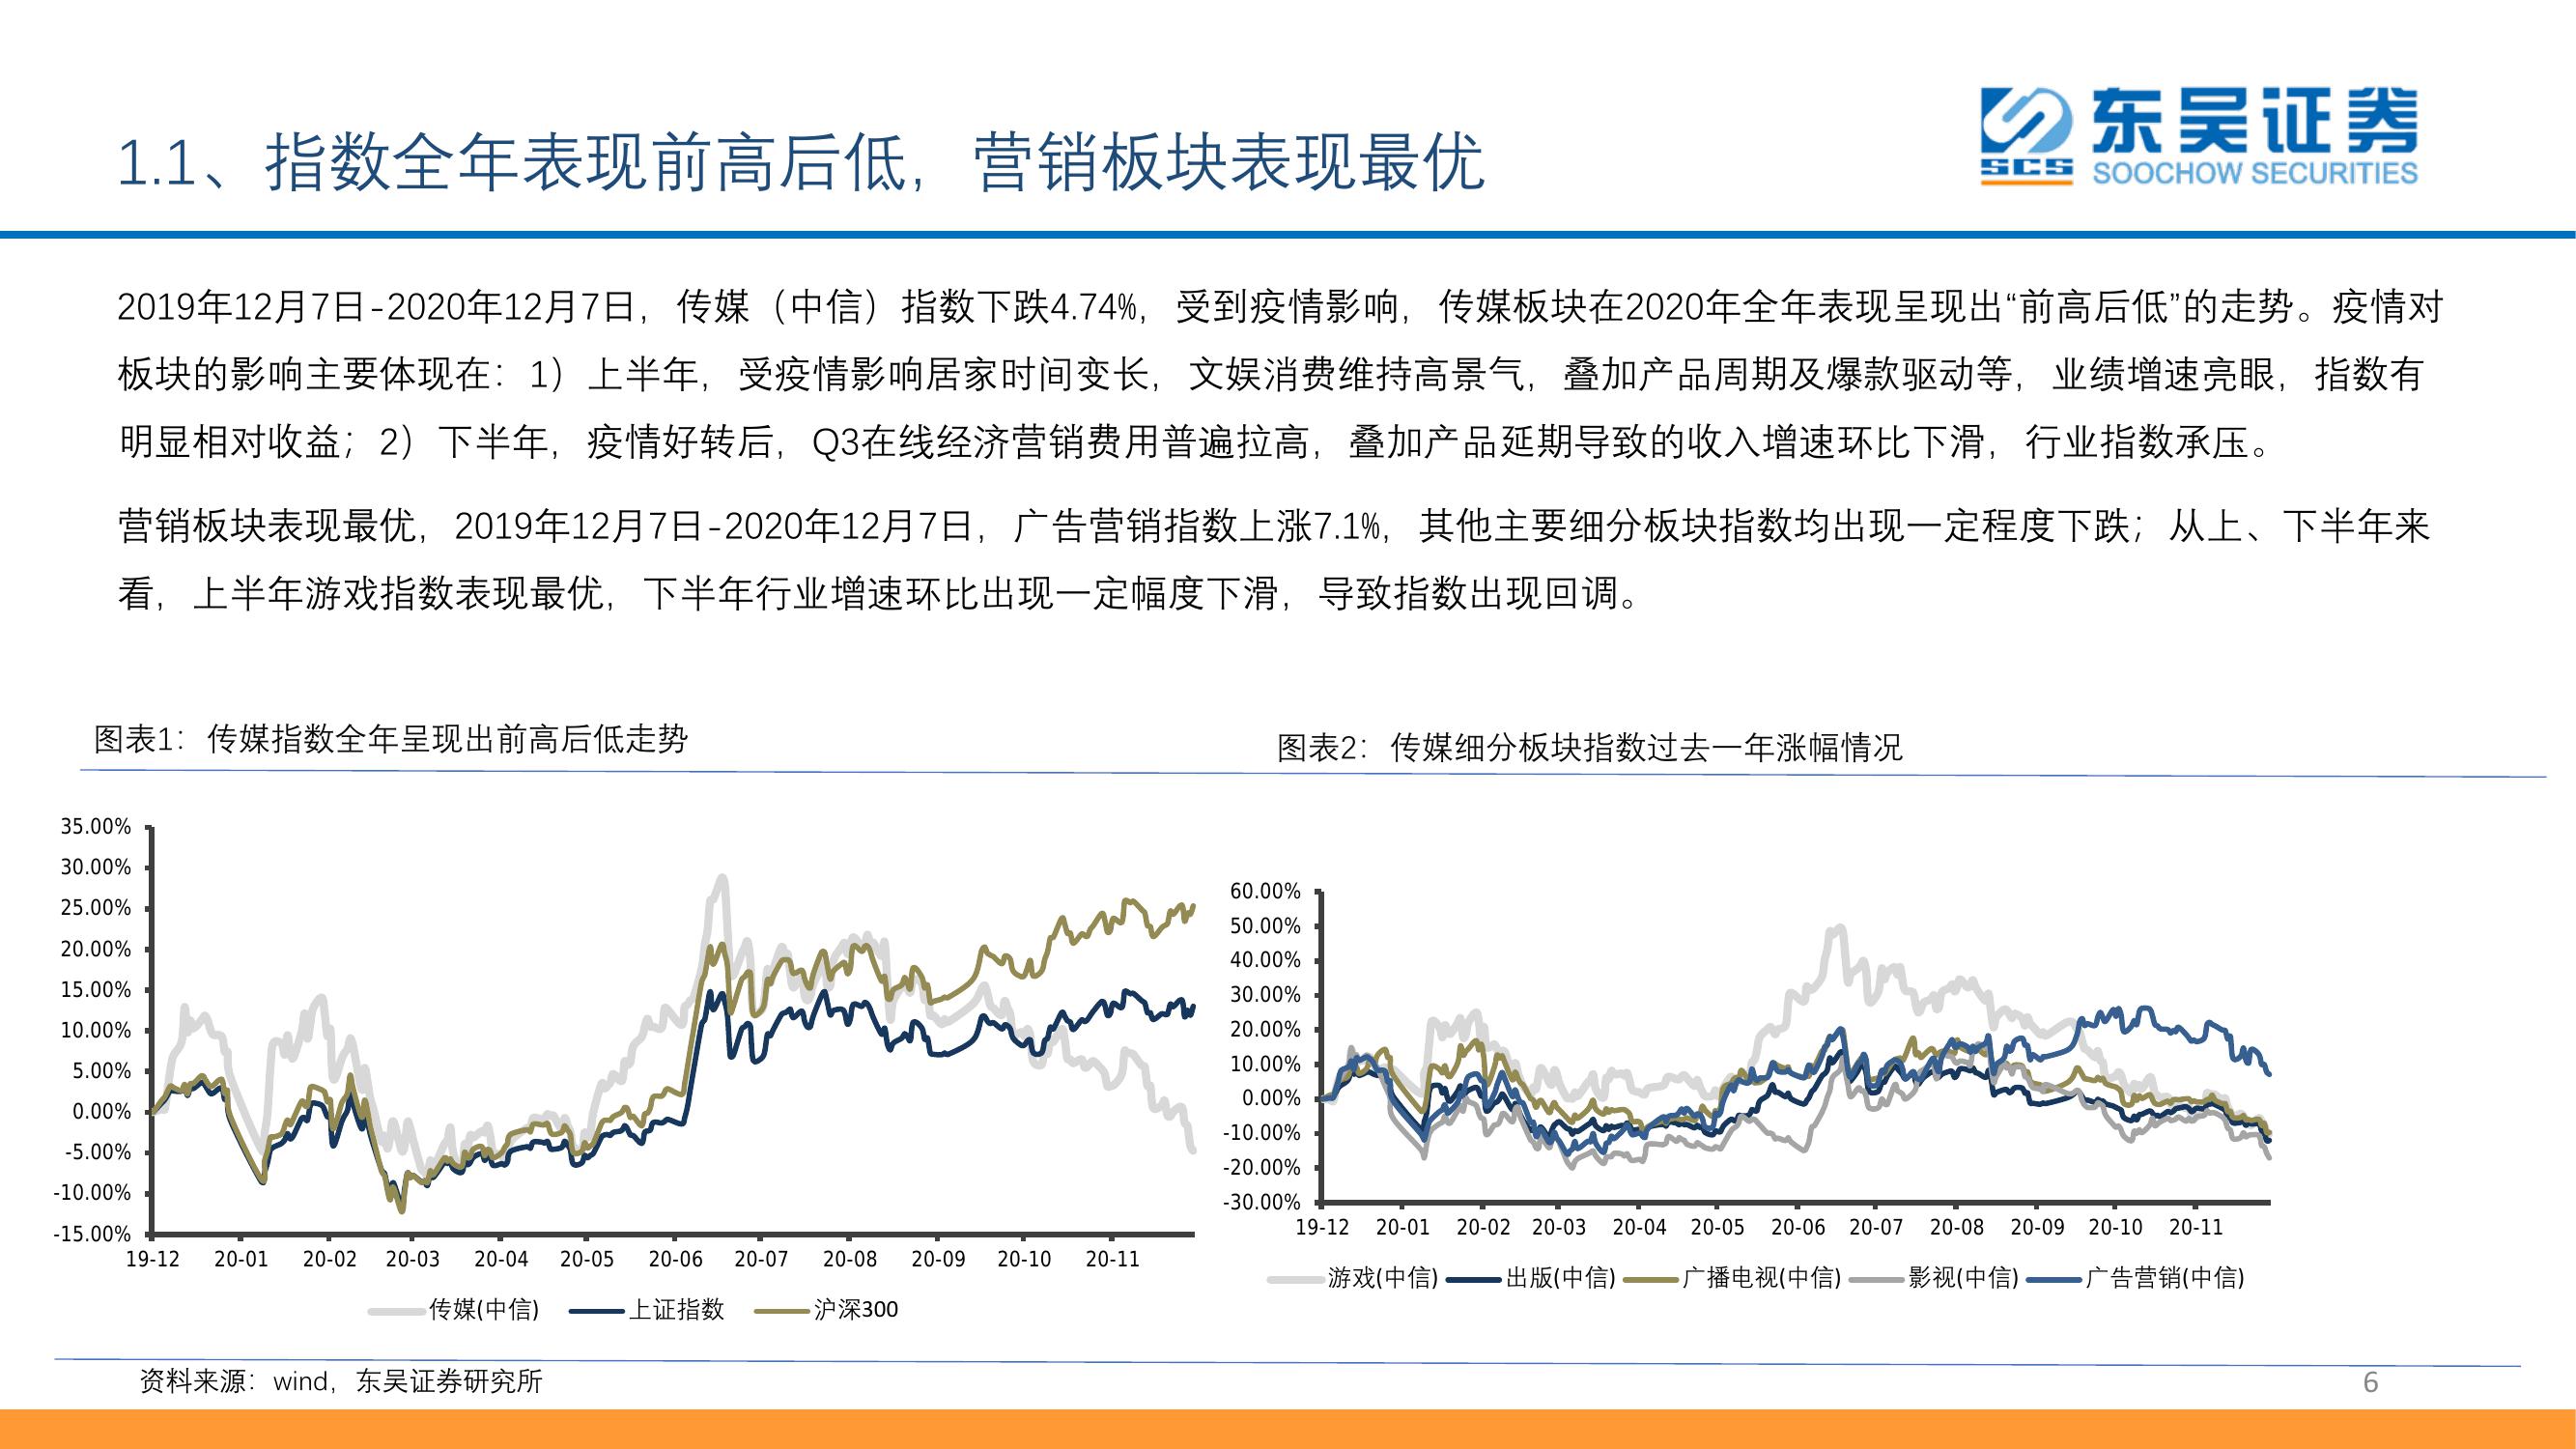 1.1、指数全年表现前高后低，营销板块表现最优
东吴证券
SCS
SOOCHOW SECURITIES
2019年12月7日-2020年12月7日，传媒（中信）指数下跌4.74%，受到疫情影响，传媒板块在2020年全年表现呈现出“前高后低”的走势。疫情对
板块的影响主要体现在：1）上半年，受疫情影响居家时间变长，文娱消费维持高景气，叠加产品周期及爆款驱动等，业绩增速亮眼，指数有
明显相对收益；2）下半年，疫情好转后，Q3在线经济营销费用普遍拉高，叠加产品延期导致的收入增速环比下滑，行业指数承压。
营销板块表现最优，2019年12月7日-2020年12月7日，广告营销指数上涨7.1%，其他主要细分板块指数均出现一定程度下跌；从上、下半年来
看，上半年游戏指数表现最优，下半年行业增速环比出现一定幅度下滑，导致指数出现回调。
图表1：传媒指数全年呈现出前高后低走势
35.00%
30.00%
25.00%
20.00%
15.00%
10.00%
5.00%
0.00%
-5.00%
-10.00%
-15.00%
19-12 20-01 20-02 20-03 20-04 20-05 20-06 20-07 20-08 20-09 20-10 20-11
传媒(中信) 上证指数 沪深300
图表2：传媒细分板块指数过去一年涨幅情况
60.00%
50.00%
40.00%
30.00%
20.00%
10.00%
0.00%
-10.00%
-20.00%
-30.00%
19-12 20-01 20-02 20-03 20-04 20-05 20-06 20-07 20-08 20-09 20-10 20-11
游戏(中信) 出版(中信) 广播电视(中信) 影视(中信) 广告营销(中信)
资料来源：wind，东吴证券研究所
6